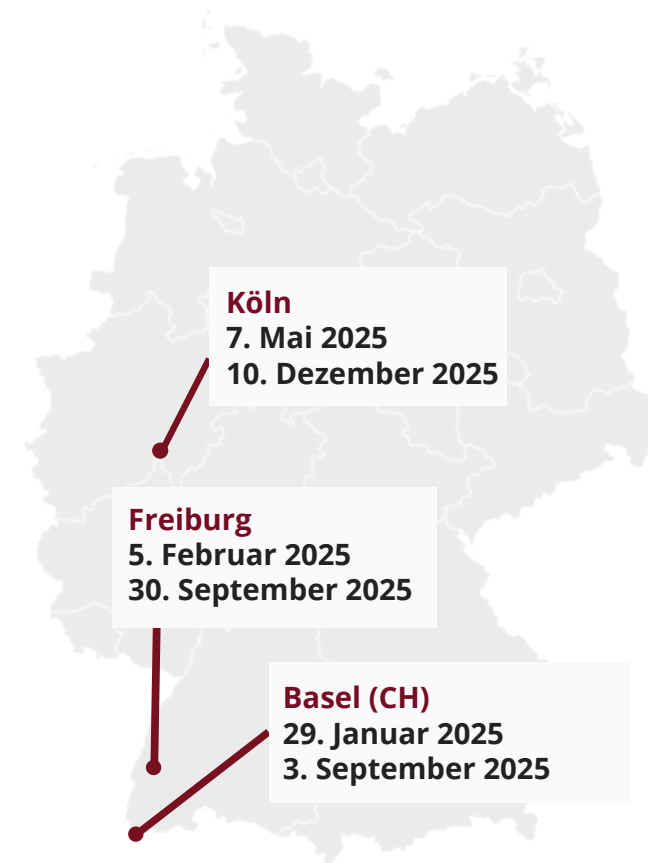 Köln
7. Mai 2025
10. Dezember 2025
Freiburg
5. Februar 2025
30. September 2025
Basel (CH)
29. Januar 2025
3. September 2025